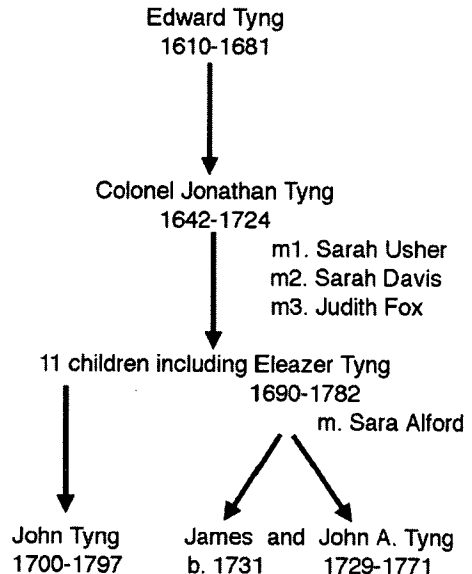 Edward Tyng
1610-1681
Colonel Jonathan Tyng
1642-1724
m1. Sarah Usher
m2. Sarah Davis
m3. Judith Fox
11 children including Eleazer Tyng
1690-1782
m. Sara Alford
John Tyng
1700-1797
James and John A. Tyng
b. 1731 1729-1771